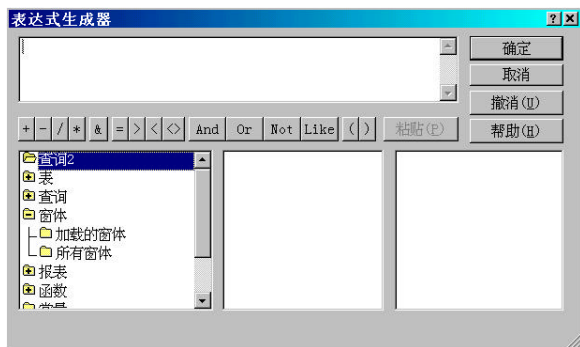 表达式生成器
确定
取消
撤消(U)
+ - / * & = > < <> And Or Not Like ( ) 粘贴(P) 帮助(H)
查询2
表
查询
窗体
加载的窗体
所有窗体
报表
函数